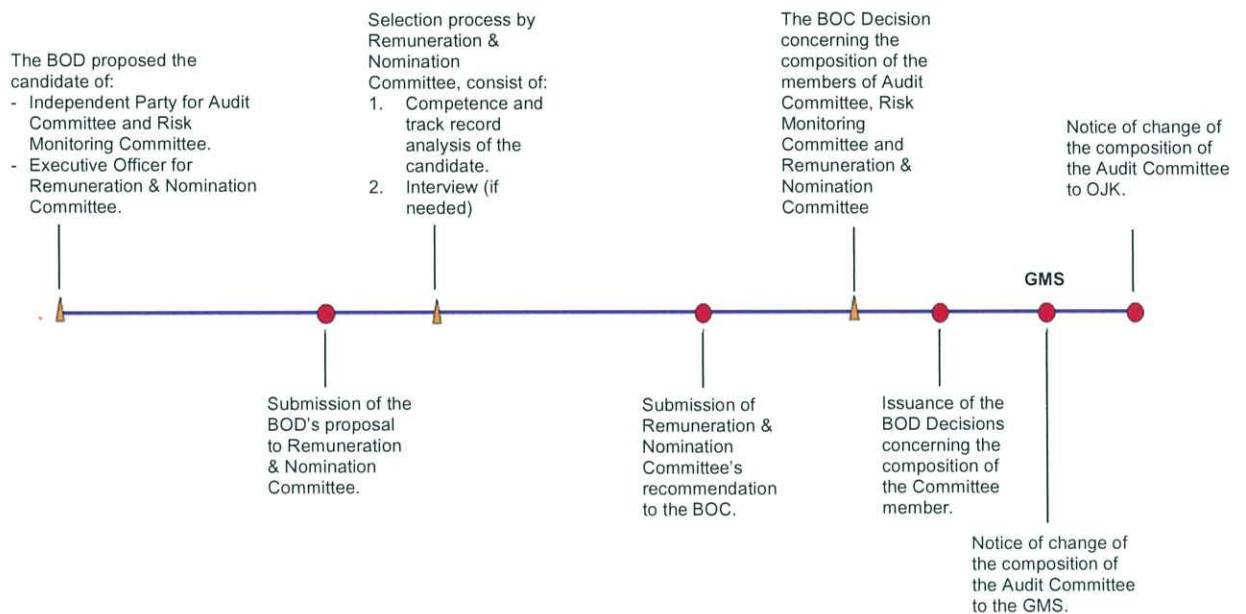 The BOD proposed the
candidate of:
- Independent Party for Audit
Committee and Risk
Monitoring Committee.
- Executive Officer for
Remuneration & Nomination
Committee.
Selection process by
Remuneration &
Nomination
Committee, consist of:
1. Competence and
track record
analysis of the
candidate.
2. Interview (if
needed)
The BOC Decision
concerning the
composition of the
members of Audit
Committee, Risk
Monitoring
Committee and
Remuneration &
Nomination
Committee
Notice of change of
the composition of
the Audit Committee
to OJK.
GMS
Submission of the
BOD's proposal
to Remuneration
& Nomination
Committee.
Submission of
Remuneration &
Nomination
Committee's
recommendation
to the BOC.
Issuance of the
BOD Decisions
concerning the
composition of
the Committee
member.
Notice of change of
the composition of
the Audit Committee
to the GMS.